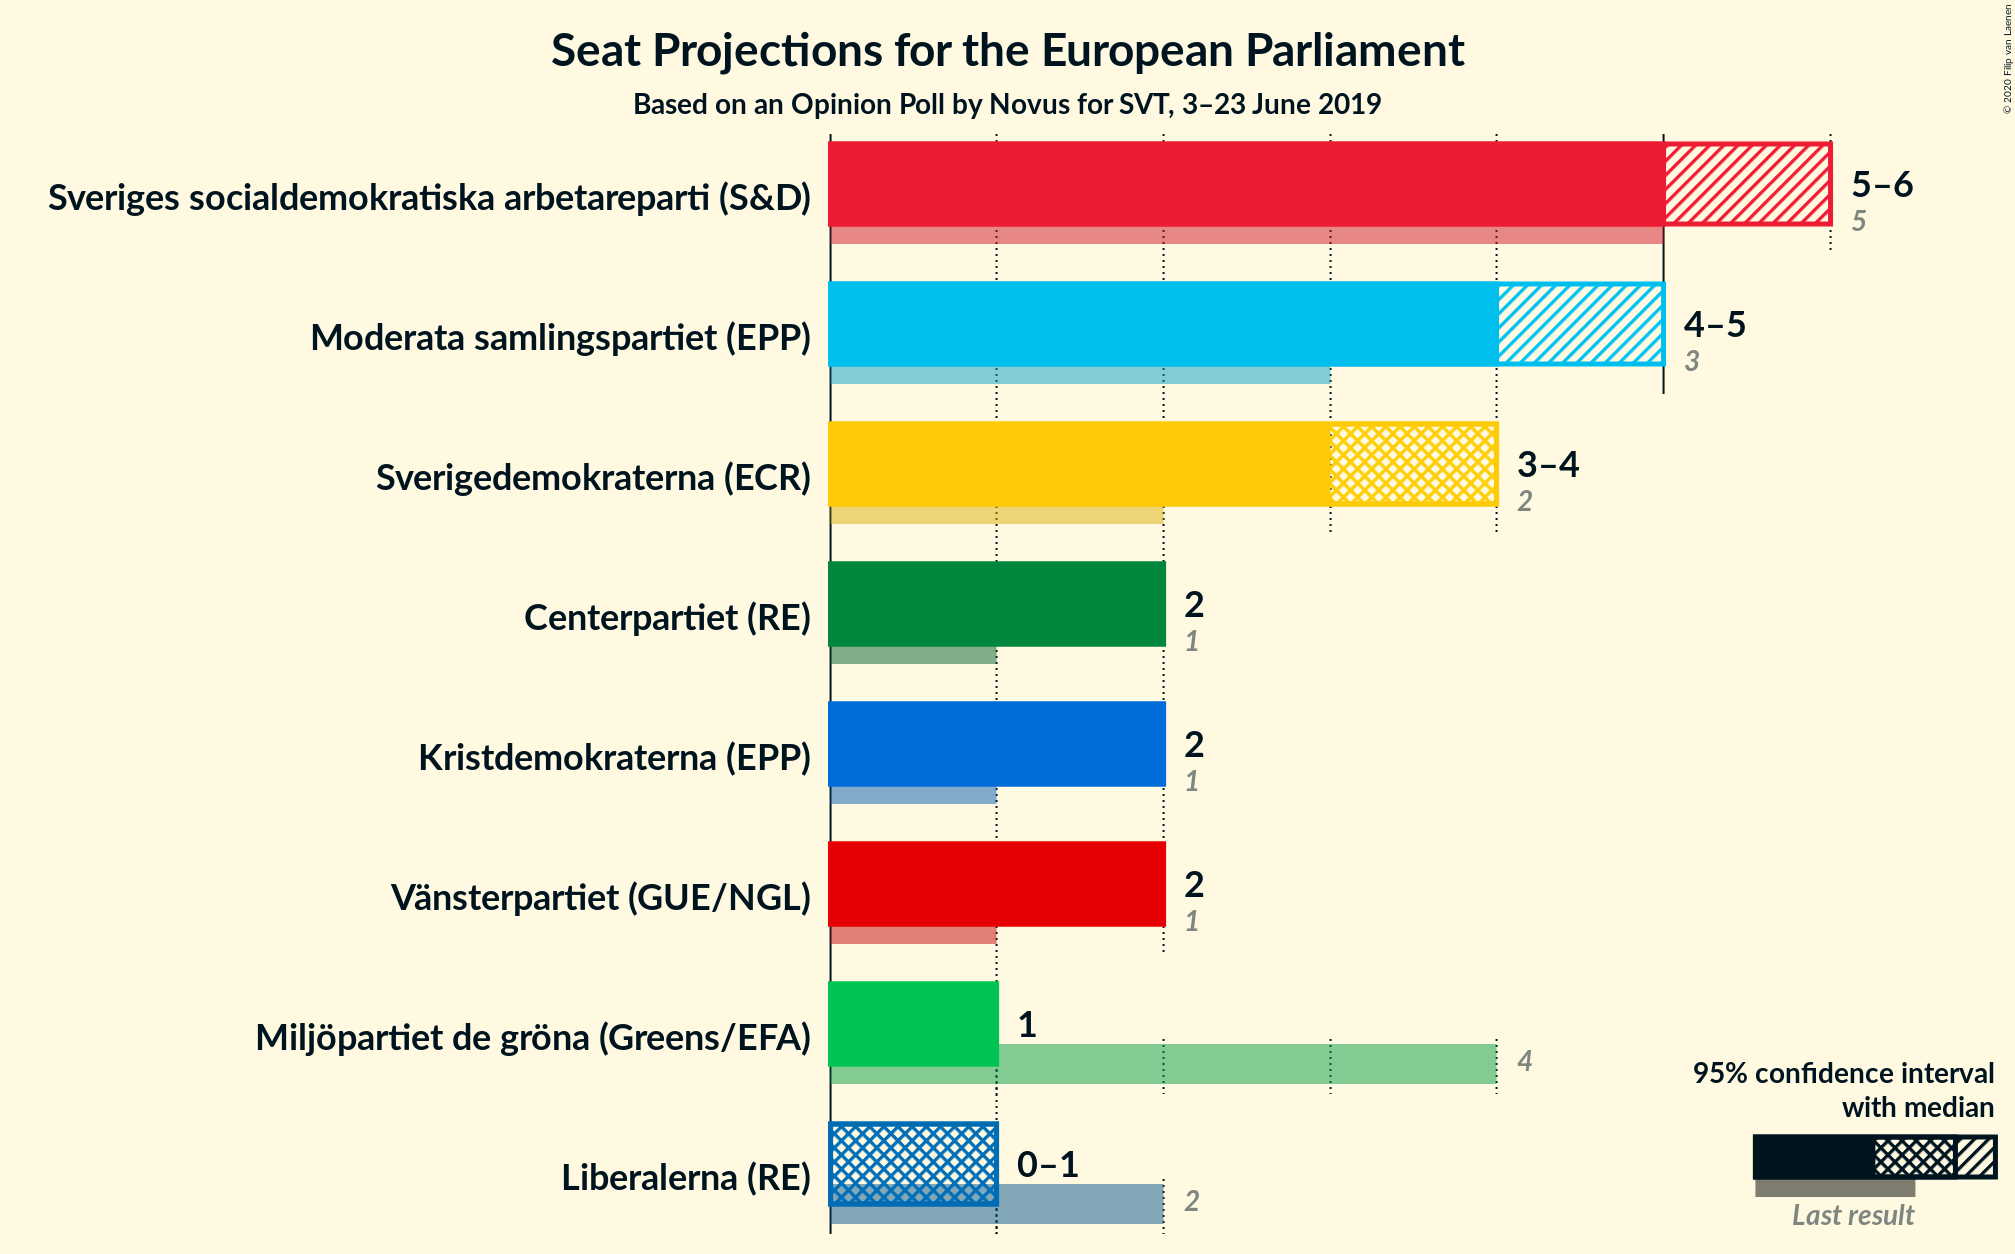 Seat Projections for the European Parliament
Based on an Opinion Poll by Novus for SVT, 3–23 June 2019
© 2020 Filip van Laenen
Sveriges socialdemokratiska arbetareparti (S&D)
5–6
5
Moderata samlingspartiet (EPP)
4–5
3
Sverigedemokraterna (ECR)
3–4
2
Centerpartiet (RE)
2
1
Kristdemokraterna (EPP)
2
1
Vänsterpartiet (GUE/NGL)
2
1
Miljöpartiet de gröna (Greens/EFA)
1
4
Liberalerna (RE)
0–1
2
95% confidence interval
with median
Last result